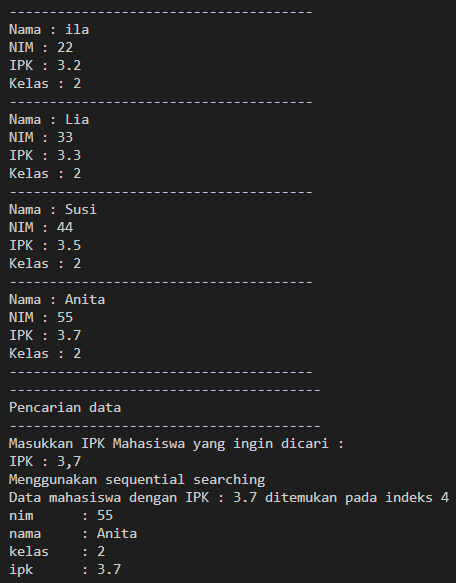 --------------------------------------
Nama : ila
NIM : 22
IPK : 3.2
Kelas : 2
--------------------------------------
Nama : Lia
NIM : 33
IPK : 3.3
Kelas : 2
--------------------------------------
Nama : Susi
NIM : 44
IPK : 3.5
Kelas : 2
--------------------------------------
Nama : Anita
NIM : 55
IPK : 3.7
Kelas : 2
--------------------------------------
---------------------------------------
Pencarian data
---------------------------------------
Masukkan IPK Mahasiswa yang ingin dicari :
IPK : 3,7
Menggunakan sequential searching
Data mahasiswa dengan IPK : 3.7 ditemukan pada indeks 4
nim      : 55
nama     : Anita
kelas    : 2
ipk      : 3.7